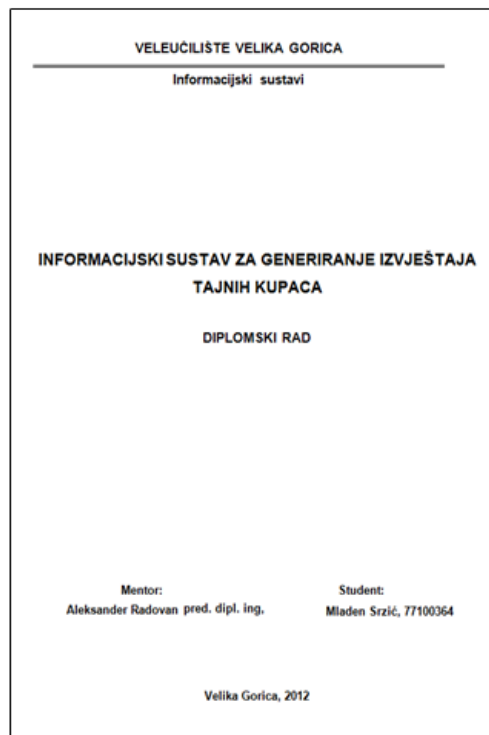 VELEUČILIŠTE VELIKA GORICA
Informacijski sustavi
INFORMACIJSKI SUSTAV ZA GENERIRANJE IZVJEŠTAJA
TAJNIH KUPACA
DIPLOMSKI RAD
Mentor:
Aleksander Radovan pred. dipl. ing,
Student:
Mladen Srzić, 77100364
Velika Gorica, 2012